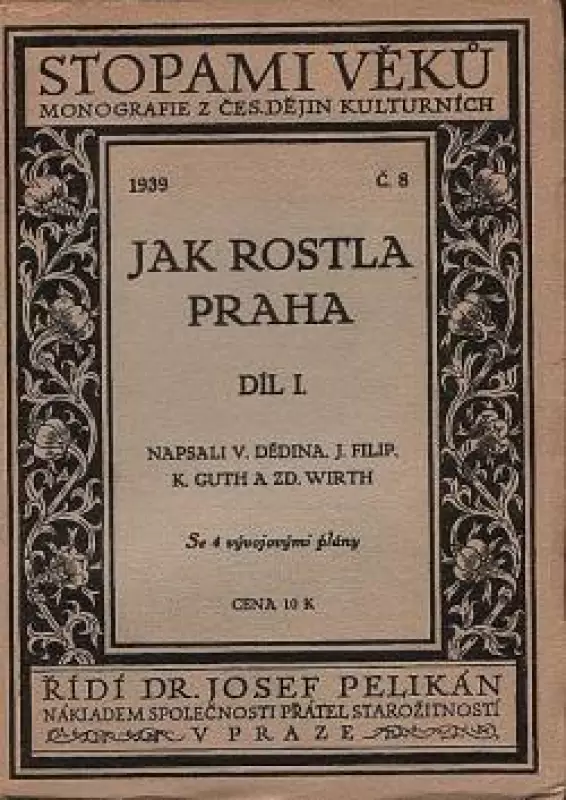 STOPAMI VĚKŮ
MONOGRAFIE Z ČES. DĚJIN KULTURNÍCH
1939 Č. 8
JAK ROSTLA
PRAHA
DÍL I.
NAPSALI V. DĚDINA, J. FILIP,
K. GUTH A ZD. WIRTH
Se 4 vývojovými plány
CENA 10 K
ŘÍDÍ DR. JOSEF PELIKÁN
NÁKLADEM SPOLEČNOSTI PŘÁTEL STAROŽITNOSTÍ
V PRAZE